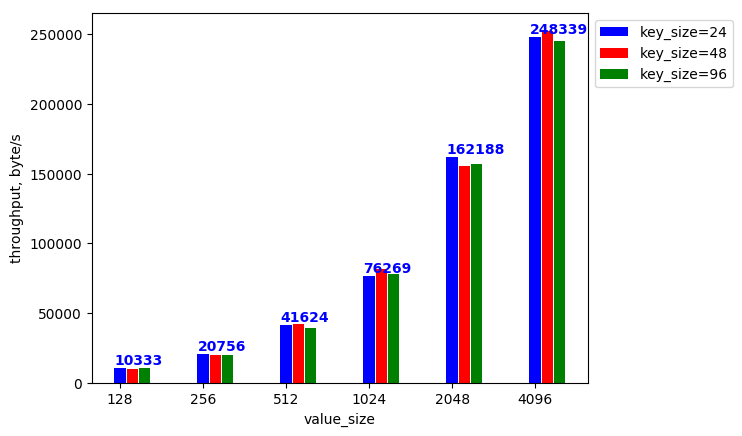 248339
key_size=24
key_size=48
key_size=96
250000
200000
162188
150000
throughput, byte/s
100000
76269
50000
41624
20756
10333
0
128 256 512 1024 2048 4096
value_size